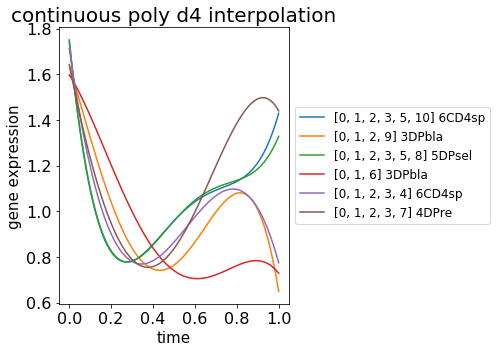 continuous poly d4 interpolation
gene expression
1.8
1.6
1.4
1.2
1.0
0.8
0.6
0.0 0.2 0.4 0.6 0.8 1.0
time
[0, 1, 2, 3, 5, 10] 6CD4sp
[0, 1, 2, 9] 3DPbla
[0, 1, 2, 3, 5, 8] 5DPsel
[0, 1, 6] 3DPbla
[0, 1, 2, 3, 4] 6CD4sp
[0, 1, 2, 3, 7] 4DPre